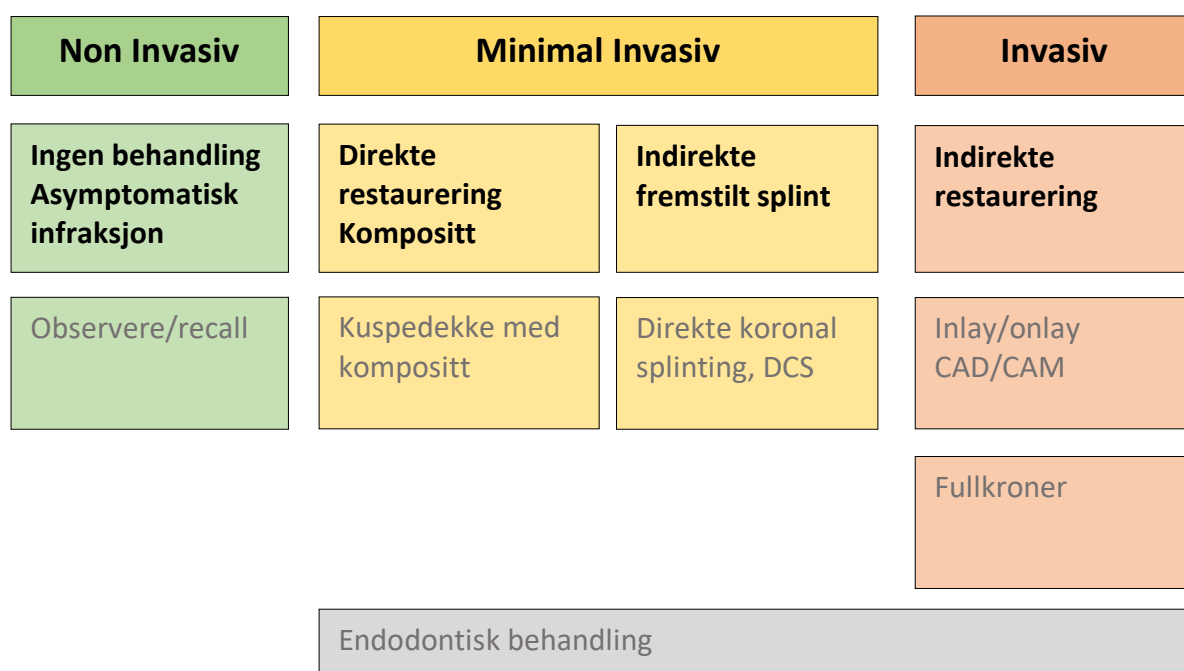 Non Invasiv
Minimal Invasiv
Invasiv
Ingen behandling
Asymptomatisk
infraksjon
Direkte
restaurering
Kompositt
Indirekte
fremstilt splint
Indirekte
restaurering
Observere/recall
Kuspedekke med
kompositt
Direkte koronal
splinting, DCS
Inlay/onlay
CAD/CAM
Fullkroner
Endodontisk behandling